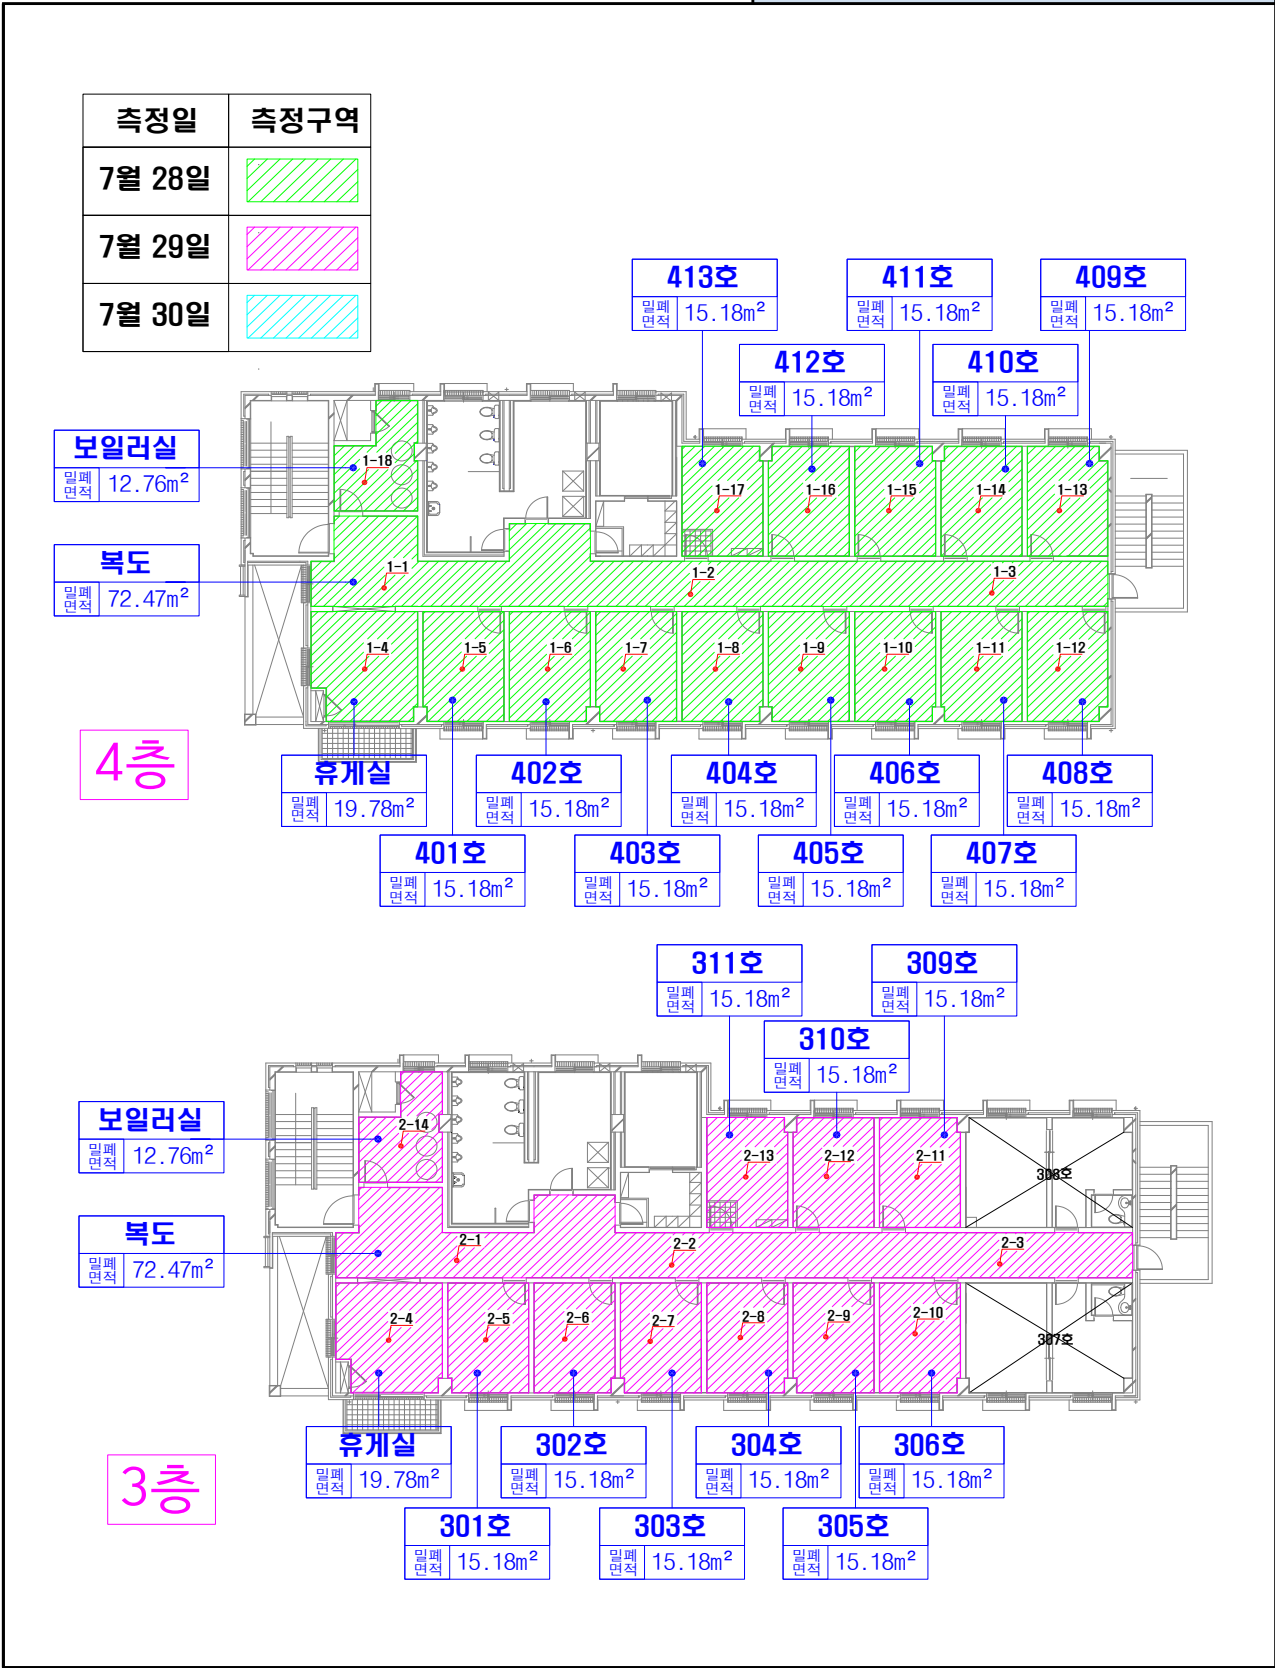 측정일 측정구역
7월 28일
7월 29일
7월 30일
413호
밀폐면적 15.18m²
411호
밀폐면적 15.18m²
409호
밀폐면적 15.18m²
412호
밀폐면적 15.18m²
410호
밀폐면적 15.18m²
보일러실
밀폐면적 12.76m²
1-18
1-17
1-16
1-15
1-14
1-13
복도
밀폐면적 72.47m²
1-1
1-2
1-3
1-4
1-5
1-6
1-7
1-8
1-9
1-10
1-11
1-12
4층
휴게실
밀폐면적 19.78m²
402호
밀폐면적 15.18m²
404호
밀폐면적 15.18m²
406호
밀폐면적 15.18m²
408호
밀폐면적 15.18m²
401호
밀폐면적 15.18m²
403호
밀폐면적 15.18m²
405호
밀폐면적 15.18m²
407호
밀폐면적 15.18m²
311호
밀폐면적 15.18m²
309호
밀폐면적 15.18m²
310호
밀폐면적 15.18m²
보일러실
밀폐면적 12.76m²
2-14
2-13
2-12
2-11
308호
복도
밀폐면적 72.47m²
2-1
2-2
2-3
2-4
2-5
2-6
2-7
2-8
2-9
2-10
307호
3층
휴게실
밀폐면적 19.78m²
302호
밀폐면적 15.18m²
304호
밀폐면적 15.18m²
306호
밀폐면적 15.18m²
301호
밀폐면적 15.18m²
303호
밀폐면적 15.18m²
305호
밀폐면적 15.18m²